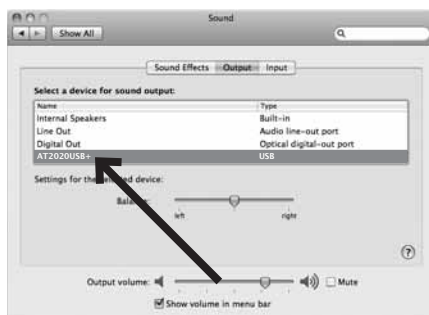 Sound
Show All
Sound Effects Output Input
Select a device for sound output:
Name Type
Internal Speakers Built-in
Line Out Audio line-out port
Digital Out Optical digital-out port
AT2020USB+ USB
Settings for the selected device:
Balance:
left right
?
Output volume: Mute
Show volume in menu bar